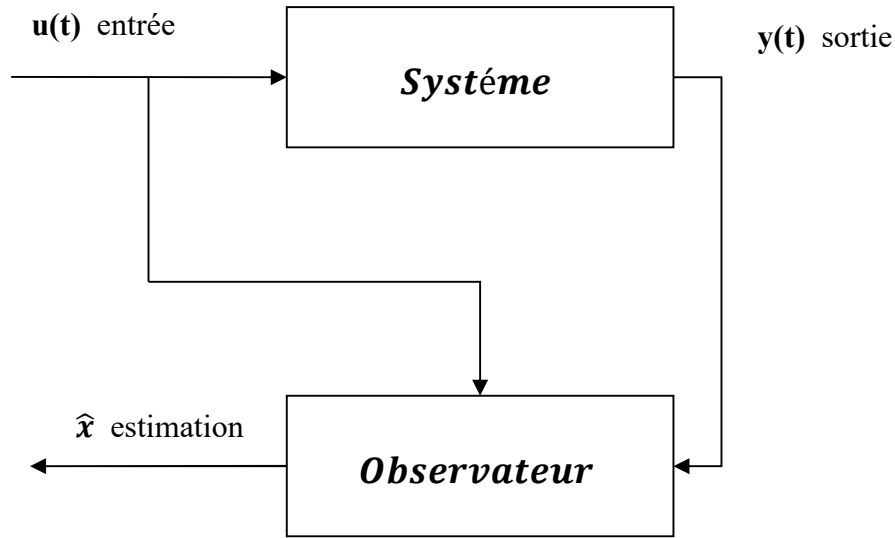 u(t) entrée
y(t) sortie
Systéme
x̂ estimation
Observateur